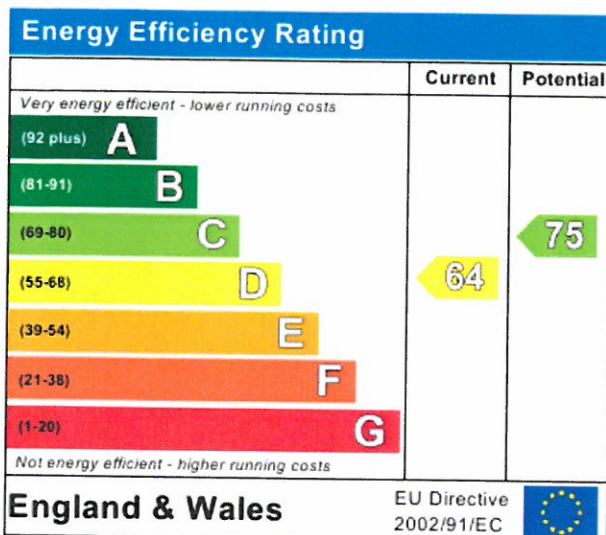 Energy Efficiency Rating
Current Potential
Very energy efficient - lower running costs
(92 plus) A
(81-91) B
(69-80) C 75
(55-68) D 64
(39-54) E
(21-38) F
(1-20) G
Not energy efficient - higher running costs
England & Wales
EU Directive
2002/91/EC